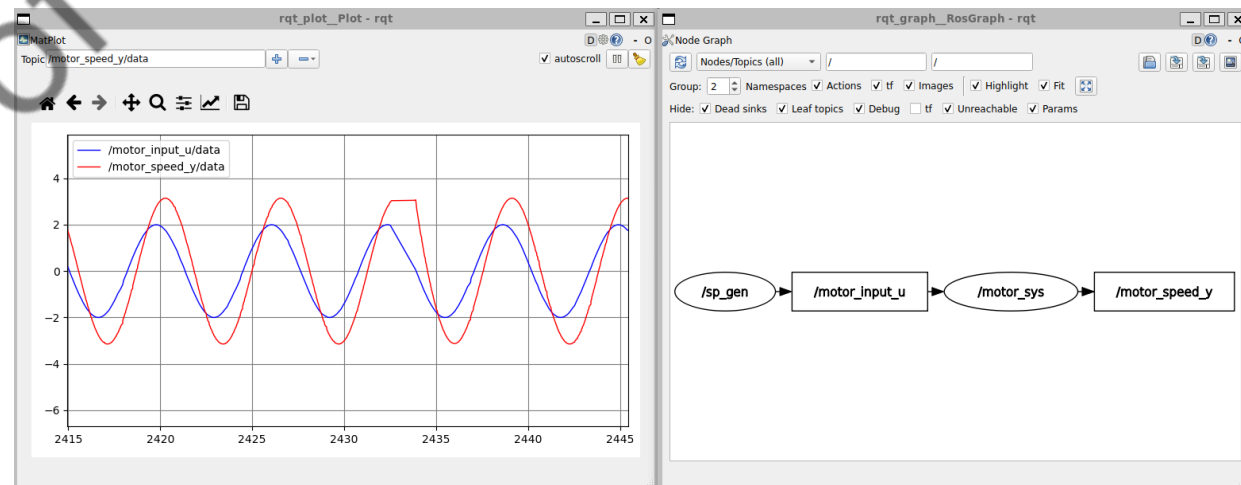 rqt_plot__Plot - rqt
MatPlot
D
- O
Topic /motor_speed_y/data
autoscroll
/motor_input_u/data
/motor_speed_y/data
4
2
0
−2
−4
−6
2415 2420 2425 2430 2435 2440 2445
rqt_graph__RosGraph - rqt
Node Graph
D
-
Nodes/Topics (all) / /
Group: 2 Namespaces Actions tf Images Highlight Fit
Hide: Dead sinks Leaf topics Debug tf Unreachable Params
/sp_gen /motor_input_u /motor_sys /motor_speed_y